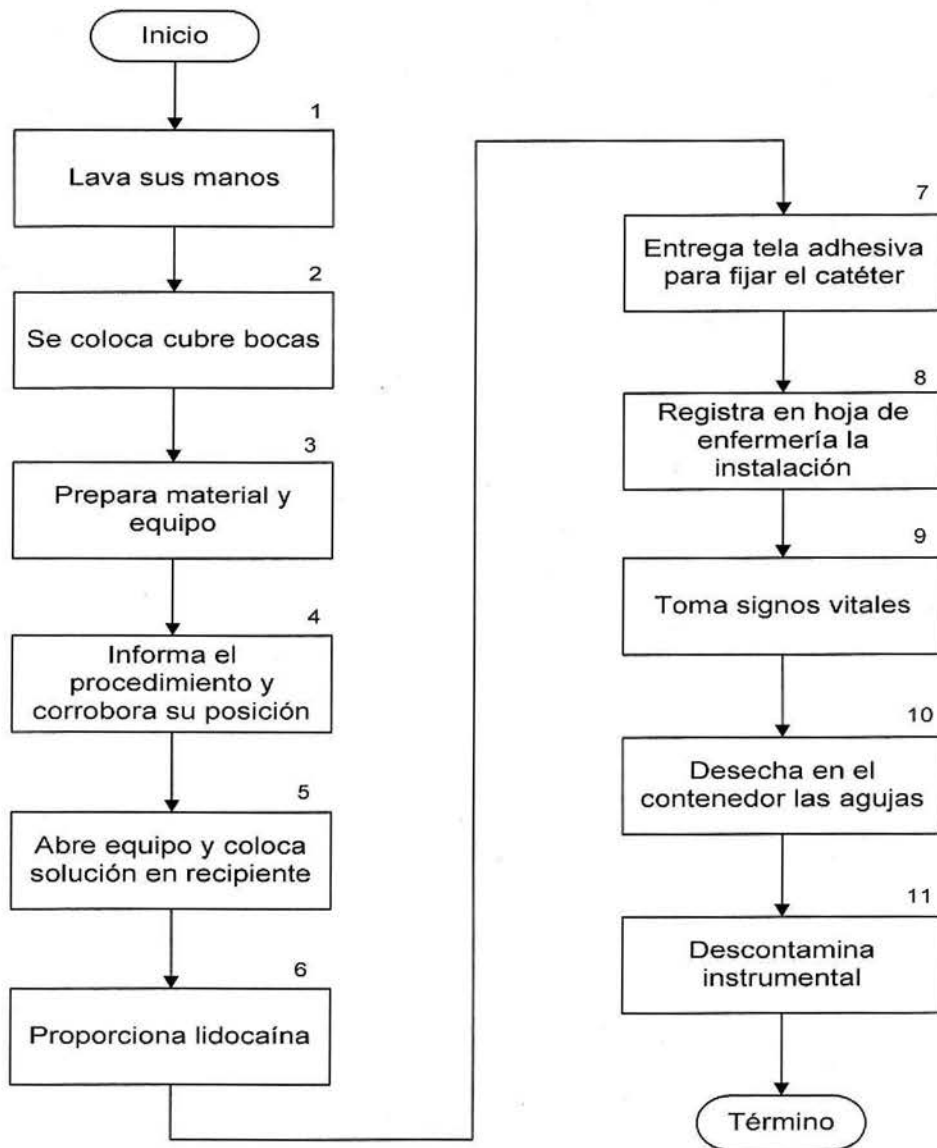 Inicio
1
Lava sus manos
2
Se coloca cubre bocas
3
Prepara material y
equipo
4
Informa el
procedimiento y
corrobora su posición
5
Abre equipo y coloca
solución en recipiente
6
Proporciona lidocaína
7
Entrega tela adhesiva
para fijar el catéter
8
Registra en hoja de
enfermería la
instalación
9
Toma signos vitales
10
Desecha en el
contenedor las agujas
11
Descontamina
instrumental
Término